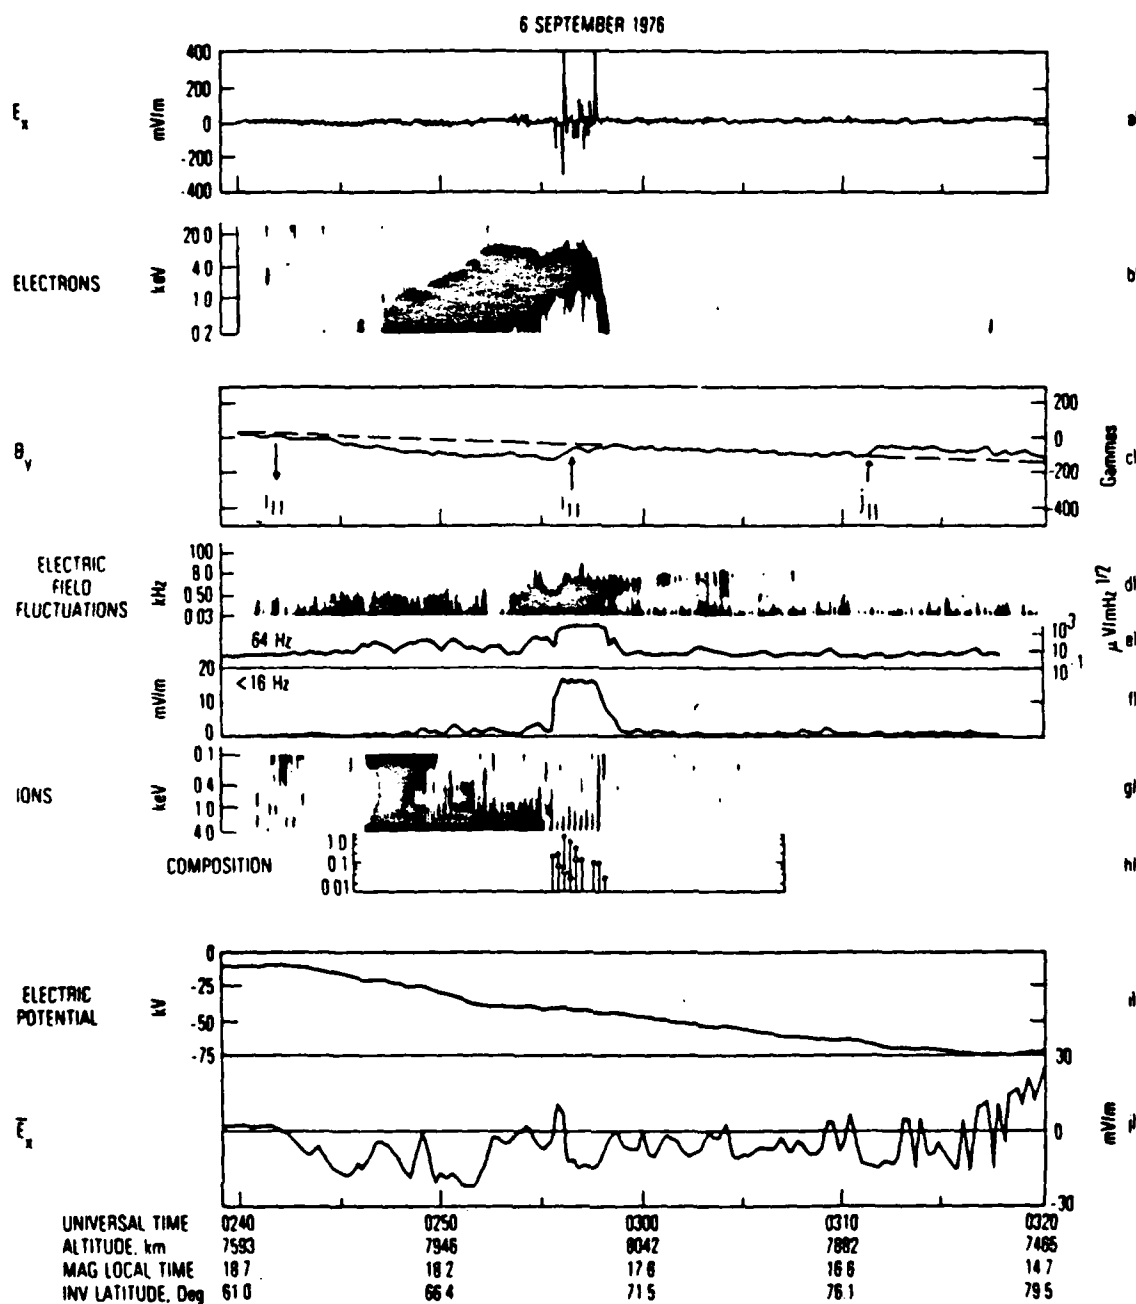 6 SEPTEMBER 1976
400
200
0
-200
-400
Ex
mV/m
a)
20 0
4 0
1 0
0 2
ELECTRONS
keV
b)
200
0
-200
-400
By
Gammas
c)
j||
j||
j||
ELECTRIC
FIELD
FLUCTUATIONS
kHz
10 0
8 0
0 50
0 03
d)
64 Hz
10-3
10-
10-1
μV/mHz 1/2
e)
<16 Hz
20
10
0
mV/m
f)
IONS
keV
0 1
0 4
1 0
4 0
g)
COMPOSITION
1 0
0 1
0 01
h)
ELECTRIC
POTENTIAL
kV
0
-25
-50
-75
i)
Ēx
30
0
-30
mV/m
j)
UNIVERSAL TIME 0240 0250 0300 0310 0320
ALTITUDE, km 7593 7946 8042 7882 7465
MAG LOCAL TIME 18 7 18 2 17 6 16 6 14 7
INV LATITUDE, Deg 61 0 66 4 71 5 76.1 79 5